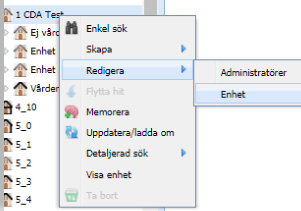 1 CDA Test
Ej vård
Enhet
Enhet
Vården
4_10
5_0
5_1
5_2
5_3
5_4
Enkel sök
Skapa
Redigera
Flytta hit
Memorera
Uppdatera/ladda om
Detaljerad sök
Visa enhet
Ta bort
Administratörer
Enhet